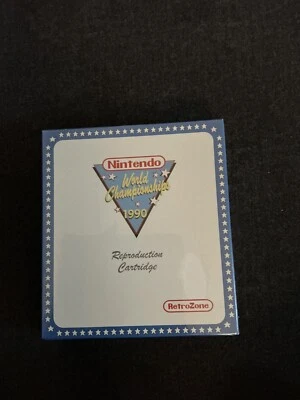 Nintendo
World
Championships
1990
Reproduction
Cartridge
RetroZone